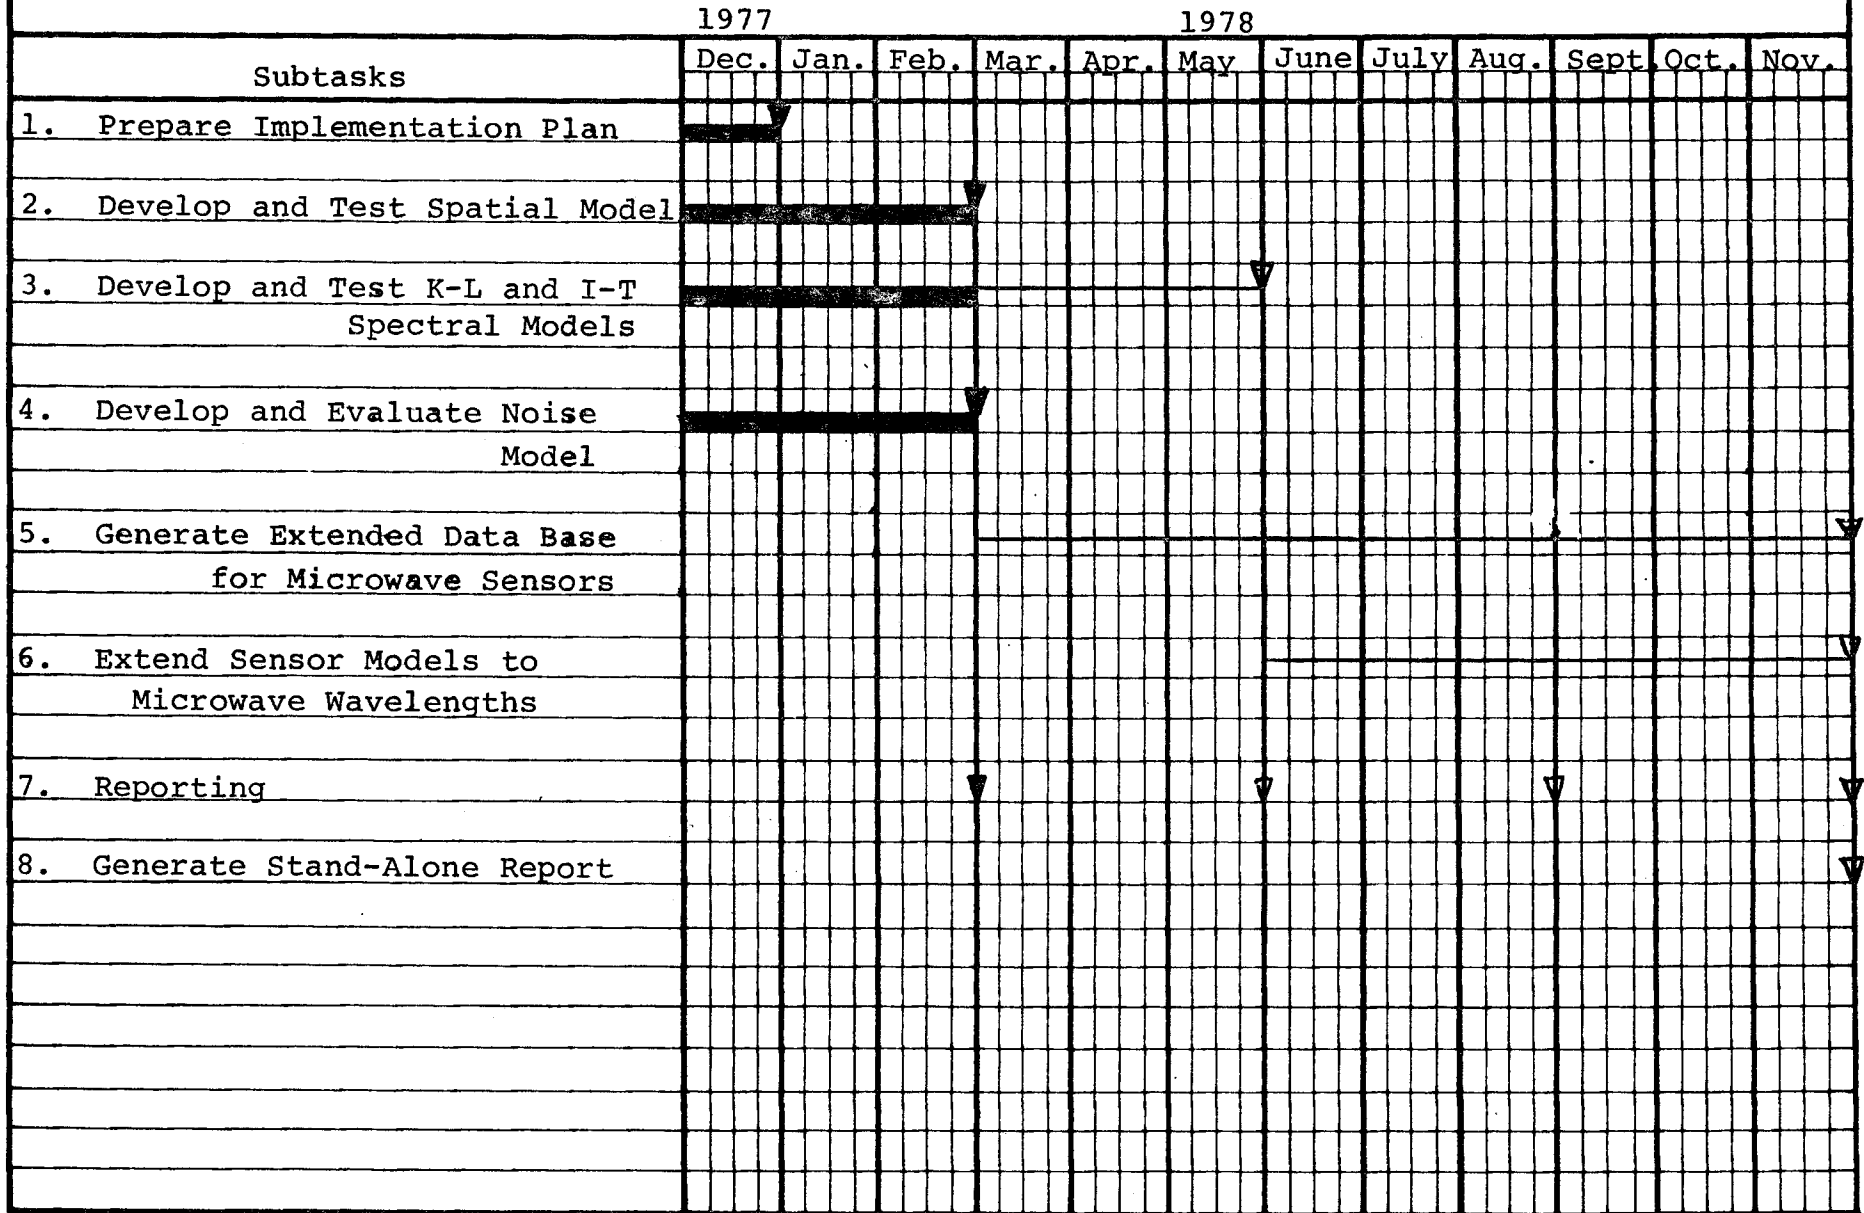 1977 1978
Subtasks Dec. Jan. Feb. Mar. Apr. May June July Aug. Sept. Oct. Nov.
1. Prepare Implementation Plan
2. Develop and Test Spatial Model
3. Develop and Test K-L and I-T
Spectral Models
4. Develop and Evaluate Noise
Model
5. Generate Extended Data Base
for Microwave Sensors
6. Extend Sensor Models to
Microwave Wavelengths
7. Reporting
8. Generate Stand-Alone Report